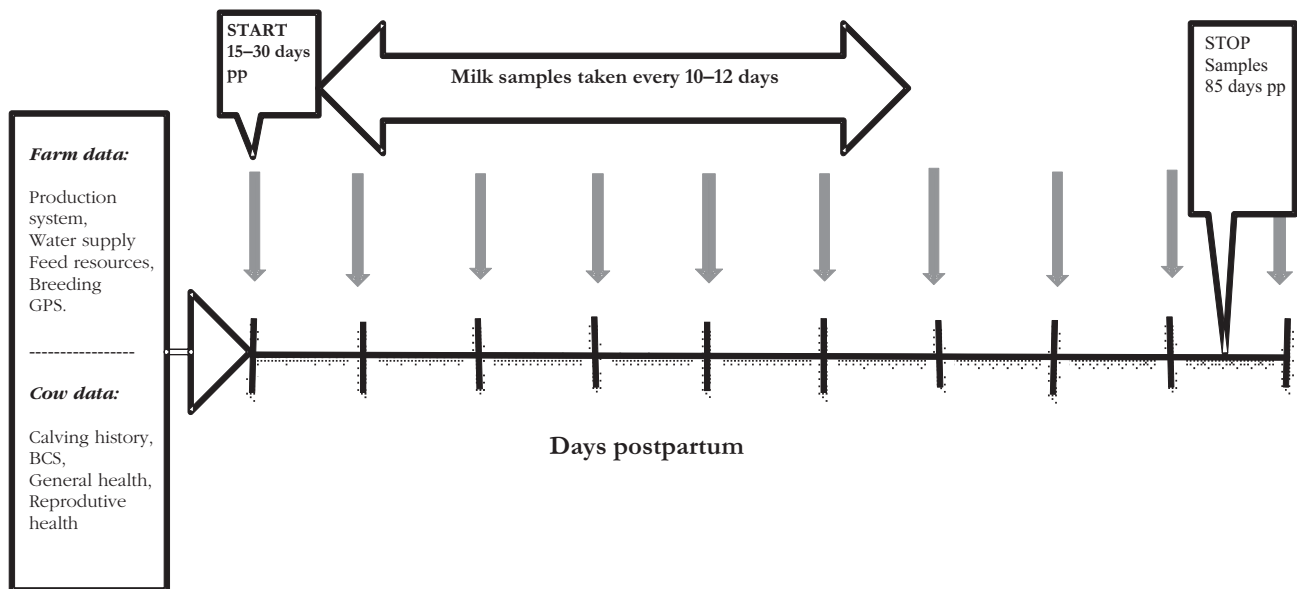 START
15–30 days
pp
Milk samples taken every 10–12 days
STOP
Samples
85 days pp
Farm data:
Production
system,
Water supply
Feed resources,
Breeding
GPS.
----------------
Cow data:
Calving history,
BCS,
General health,
Reprodutive
health
Days postpartum